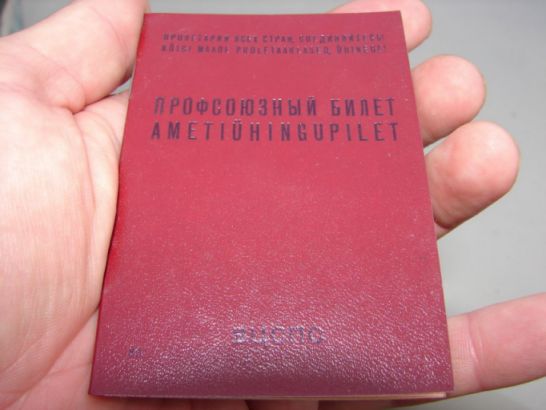 ПРОЛЕТАРИИ ВСЕХ СТРАН, СОЕДИНЯЙТЕСЬ!
KÕIGI MAADE PROLETAARLASED, ÜHINEGE!
ПРОФСОЮЗНЫЙ БИЛЕТ
AMETIÜHINGUPILET
ВЦСПС